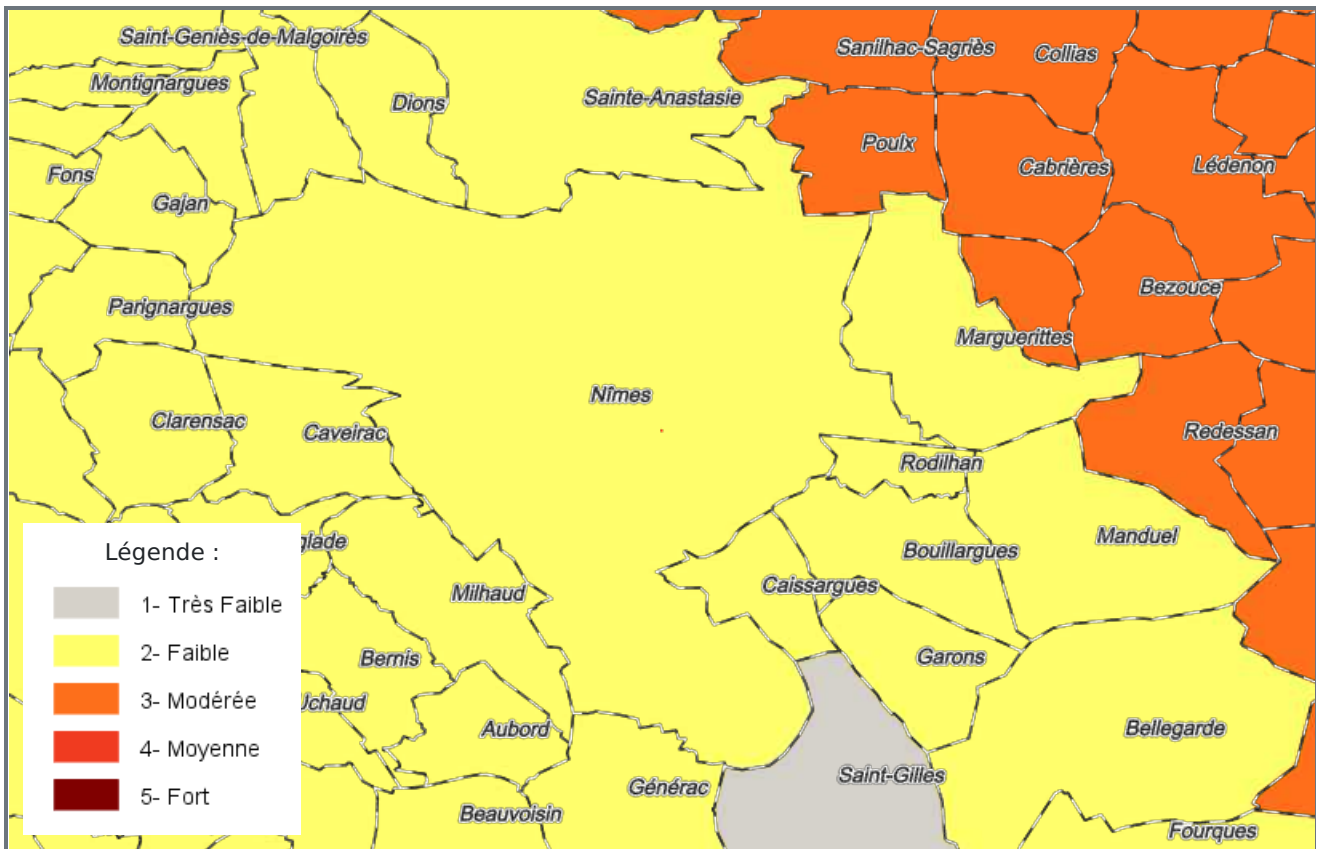 Saint-Geniès-de-Malgoirès
Sanilhac-Sagriès
Collias
Montignargues
Dions
Sainte-Anastasie
Poulx
Cabrières
Lédenon
Fons
Gajan
Bezouce
Parignargues
Marguerittes
Nîmes
Clarensac
Caveirac
Redessan
Rodilhan
Manduel
glade
Bouillargues
Légende :
Caissargues
Milhaud
1- Très Faible
2- Faible
Bernis
Garons
3- Modérée
Uchaud
Aubord
Bellegarde
4- Moyenne
Saint-Gilles
Générac
5- Fort
Beauvoisin
Fourques